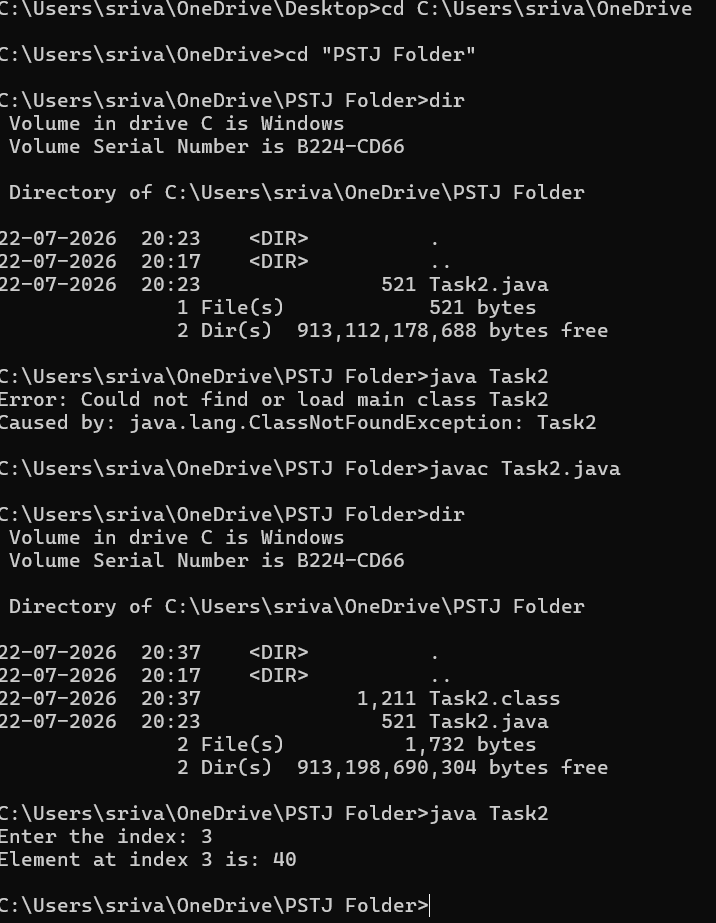 C:\Users\sriva\OneDrive\Desktop>cd C:\Users\sriva\OneDrive
C:\Users\sriva\OneDrive>cd "PSTJ Folder"
C:\Users\sriva\OneDrive\PSTJ Folder>dir
Volume in drive C is Windows
Volume Serial Number is B224-CD66
Directory of C:\Users\sriva\OneDrive\PSTJ Folder
22-07-2026  20:23    <DIR>          .
22-07-2026  20:17    <DIR>          ..
22-07-2026  20:23               521 Task2.java
1 File(s)            521 bytes
2 Dir(s)  913,112,178,688 bytes free
C:\Users\sriva\OneDrive\PSTJ Folder>java Task2
Error: Could not find or load main class Task2
Caused by: java.lang.ClassNotFoundException: Task2
C:\Users\sriva\OneDrive\PSTJ Folder>javac Task2.java
C:\Users\sriva\OneDrive\PSTJ Folder>dir
Volume in drive C is Windows
Volume Serial Number is B224-CD66
Directory of C:\Users\sriva\OneDrive\PSTJ Folder
22-07-2026  20:37    <DIR>          .
22-07-2026  20:17    <DIR>          ..
22-07-2026  20:37             1,211 Task2.class
22-07-2026  20:23               521 Task2.java
2 File(s)          1,732 bytes
2 Dir(s)  913,198,690,304 bytes free
C:\Users\sriva\OneDrive\PSTJ Folder>java Task2
Enter the index: 3
Element at index 3 is: 40
C:\Users\sriva\OneDrive\PSTJ Folder>